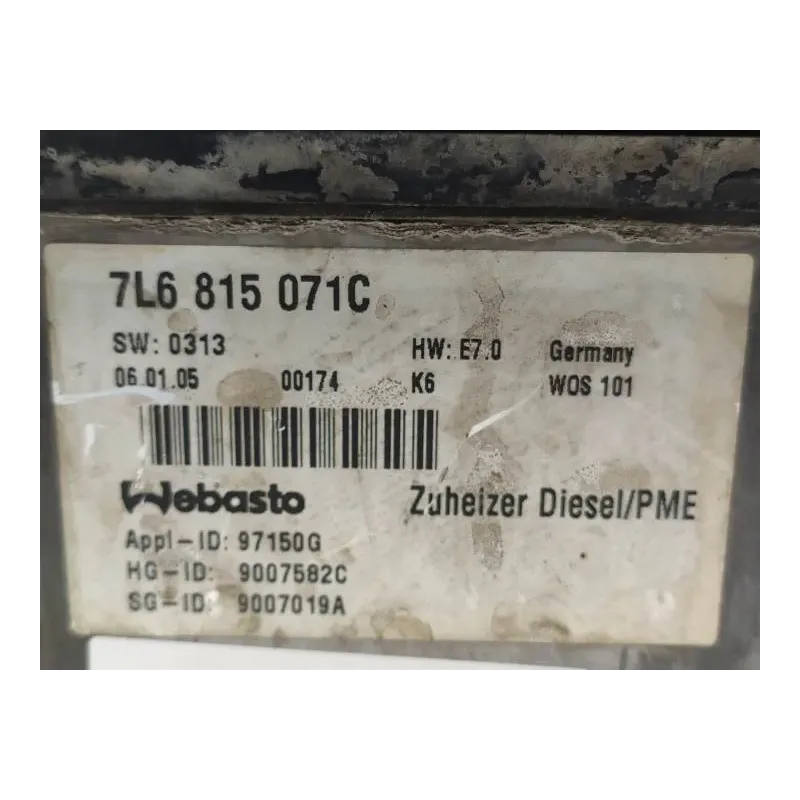 7L6 815 071C
SW: 0313 HW: E7.0 Germany
06.01.05 00174 K6 WOS 101
Webasto Zuheizer Diesel/PME
Appl-ID: 97150G
HG-ID: 9007582C
SG-ID: 9007019A